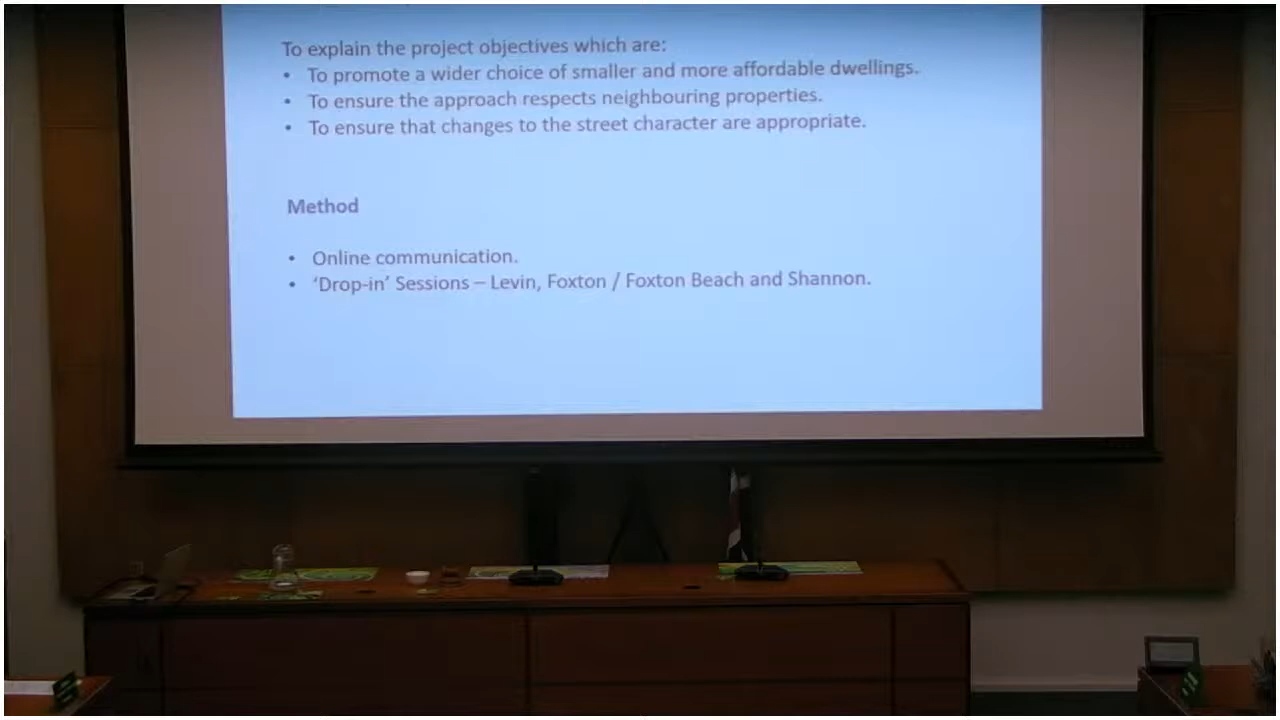 To explain the project objectives which are:
• To promote a wider choice of smaller and more affordable dwellings.
• To ensure the approach respects neighbouring properties.
• To ensure that changes to the street character are appropriate.
Method
• Online communication.
• ‘Drop-in’ Sessions – Levin, Foxton / Foxton Beach and Shannon.